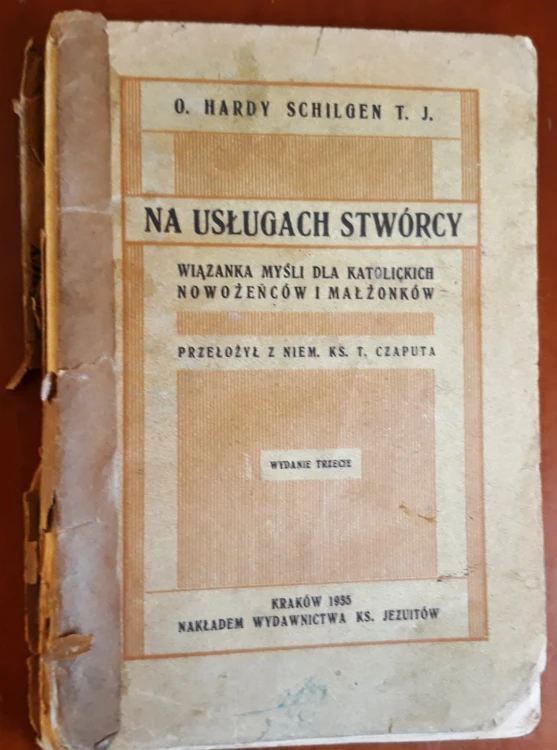 O. HARDY SCHILGEN T. J.
NA USŁUGACH STWÓRCY
WIĄZANKA MYŚLI DLA KATOLICKICH
NOWOŻEŃCÓW I MAŁŻONKÓW
PRZEŁOŻYŁ Z NIEM. KS. T. CZAPUTA
WYDANIE TRZECIE
KRAKÓW 1935
NAKŁADEM WYDAWNICTWA KS. JEZUITÓW